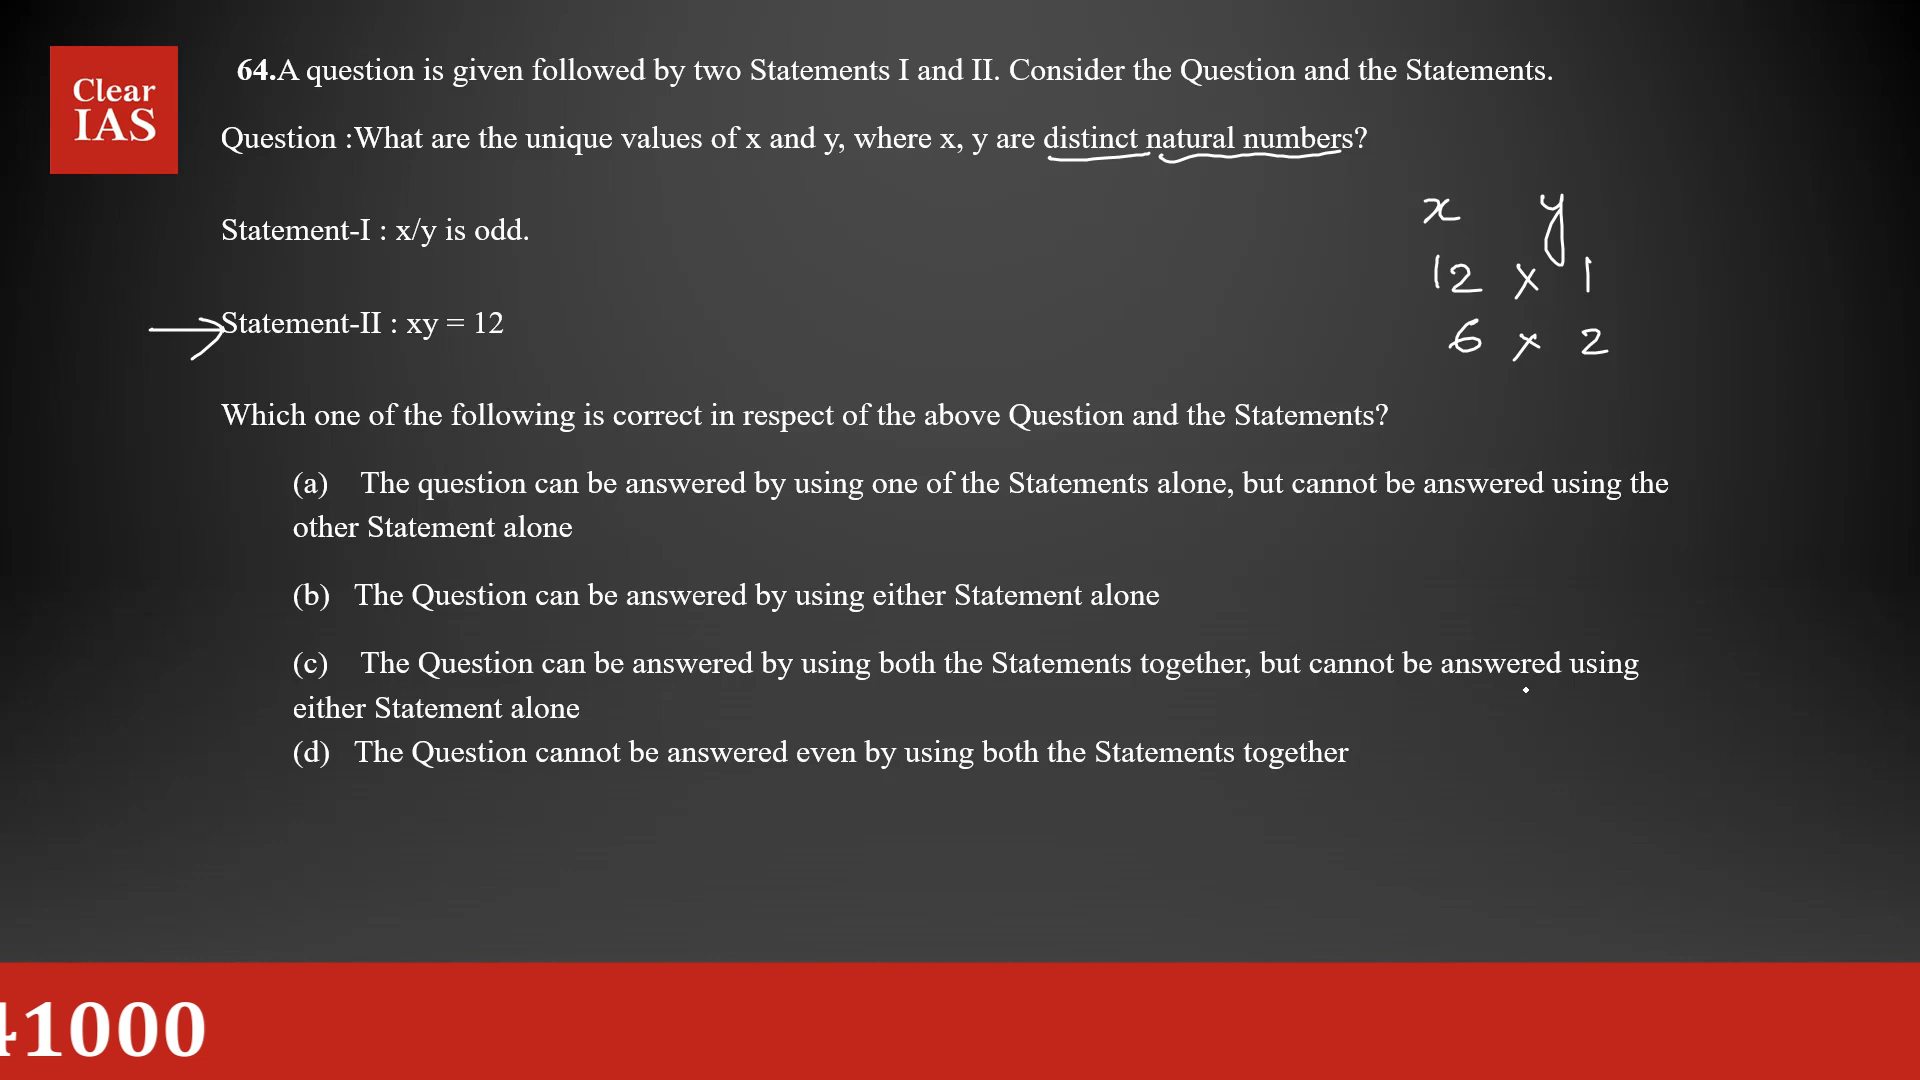 Clear
IAS
64.A question is given followed by two Statements I and II. Consider the Question and the Statements.
Question :What are the unique values of x and y, where x, y are distinct natural numbers?
Statement-I : x/y is odd.
Statement-II : xy = 12
x y
12 x 1
6 x 2
Which one of the following is correct in respect of the above Question and the Statements?
(a) The question can be answered by using one of the Statements alone, but cannot be answered using the
other Statement alone
(b) The Question can be answered by using either Statement alone
(c) The Question can be answered by using both the Statements together, but cannot be answered using
either Statement alone
(d) The Question cannot be answered even by using both the Statements together
41000